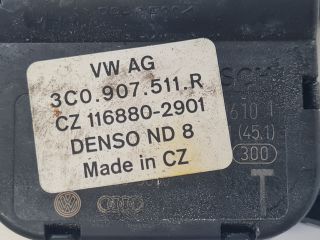 VW AG
3C0.907.511.R
CZ 116880-2901
DENSO ND 8
Made in CZ
(45.1)
300
T